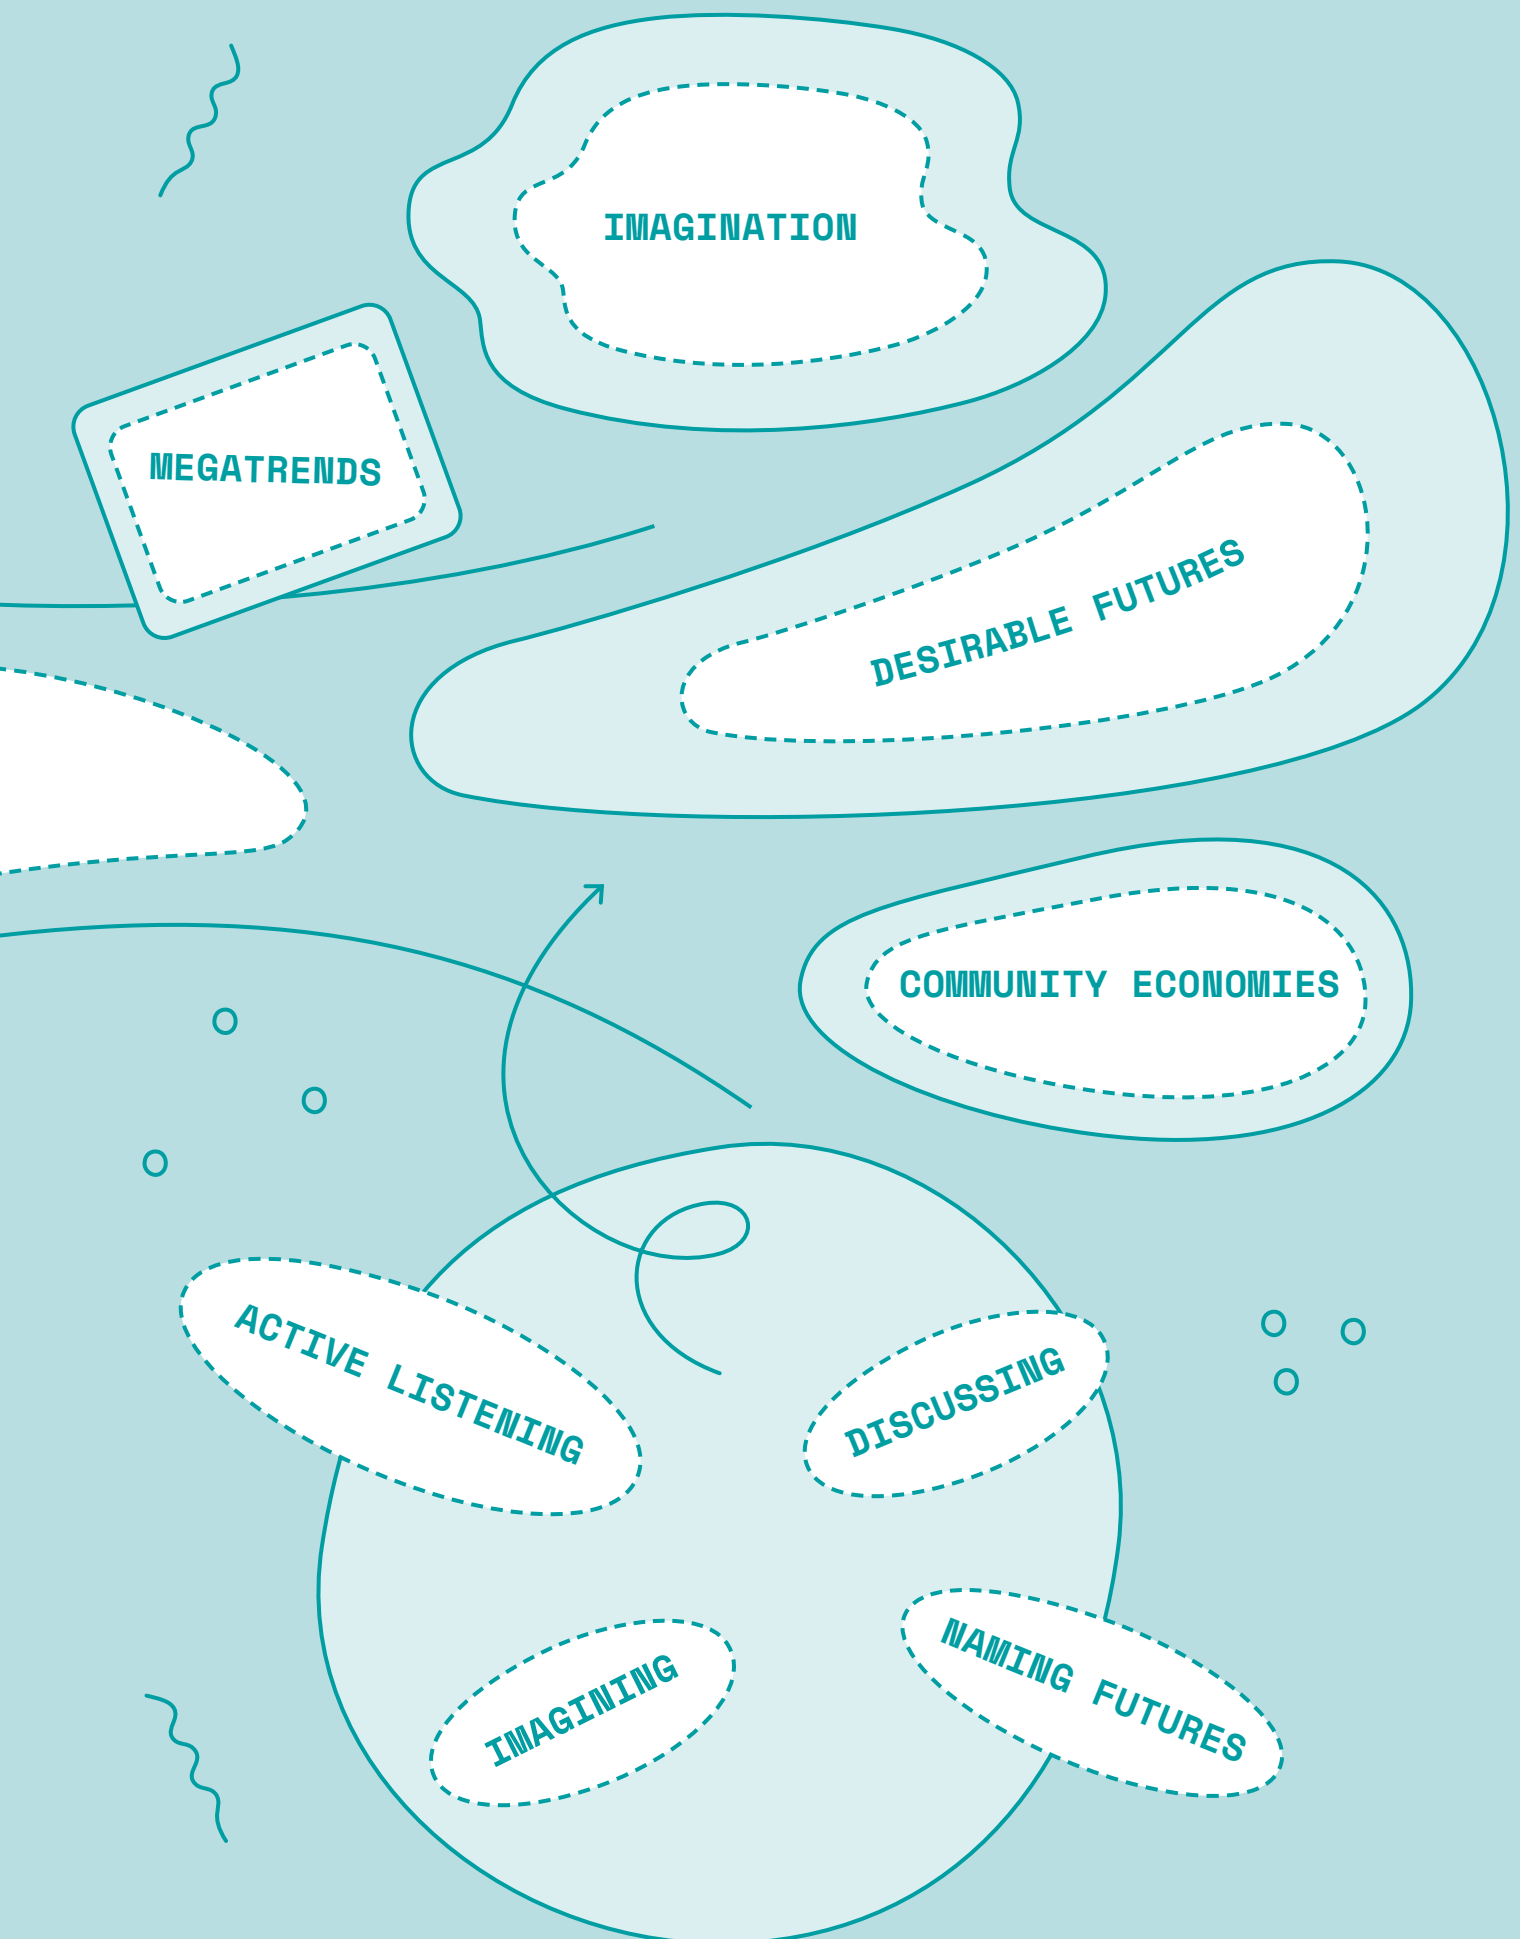 IMAGINATION
MEGATRENDS
DESIRABLE FUTURES
COMMUNITY ECONOMIES
ACTIVE LISTENING
DISCUSSING
IMAGINING
NAMING FUTURES